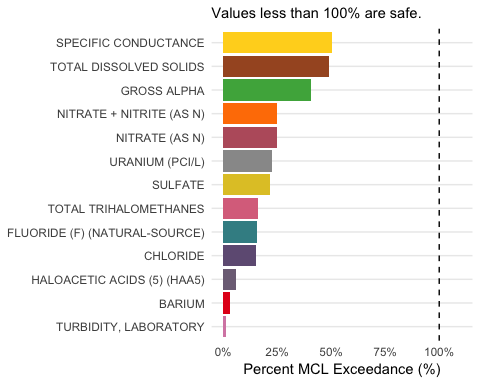 Values less than 100% are safe.
SPECIFIC CONDUCTANCE
TOTAL DISSOLVED SOLIDS
GROSS ALPHA
NITRATE + NITRITE (AS N)
NITRATE (AS N)
URANIUM (PCI/L)
SULFATE
TOTAL TRIHALOMETHANES
FLUORIDE (F) (NATURAL-SOURCE)
CHLORIDE
HALOACETIC ACIDS (5) (HAA5)
BARIUM
TURBIDITY, LABORATORY
0% 25% 50% 75% 100%
Percent MCL Exceedance (%)